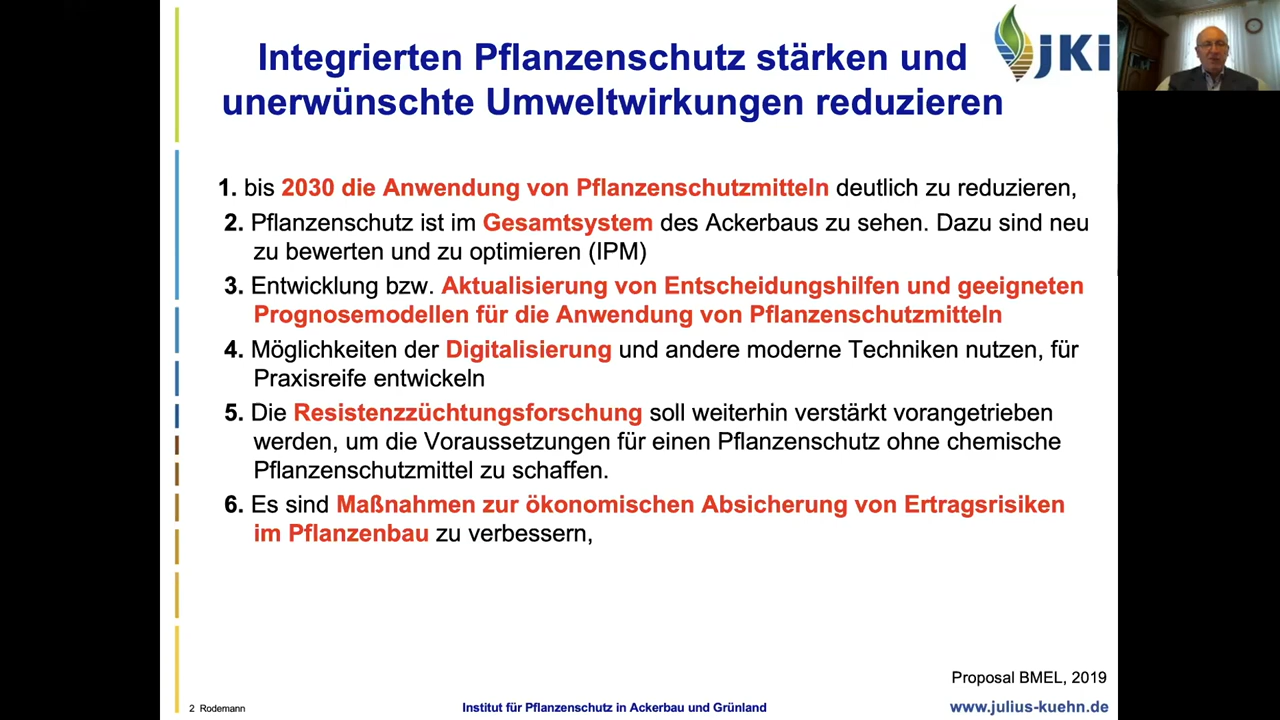 Integrierten Pflanzenschutz stärken und
unerwünschte Umweltwirkungen reduzieren
jKi
1. bis 2030 die Anwendung von Pflanzenschutzmitteln deutlich zu reduzieren,
2. Pflanzenschutz ist im Gesamtsystem des Ackerbaus zu sehen. Dazu sind neu
zu bewerten und zu optimieren (IPM)
3. Entwicklung bzw. Aktualisierung von Entscheidungshilfen und geeigneten
Prognosemodellen für die Anwendung von Pflanzenschutzmitteln
4. Möglichkeiten der Digitalisierung und andere moderne Techniken nutzen, für
Praxisreife entwickeln
5. Die Resistenzzüchtungsforschung soll weiterhin verstärkt vorangetrieben
werden, um die Voraussetzungen für einen Pflanzenschutz ohne chemische
Pflanzenschutzmittel zu schaffen.
6. Es sind Maßnahmen zur ökonomischen Absicherung von Ertragsrisiken
im Pflanzenbau zu verbessern,
Proposal BMEL, 2019
2 Rodemann
Institut für Pflanzenschutz in Ackerbau und Grünland
www.julius-kuehn.de